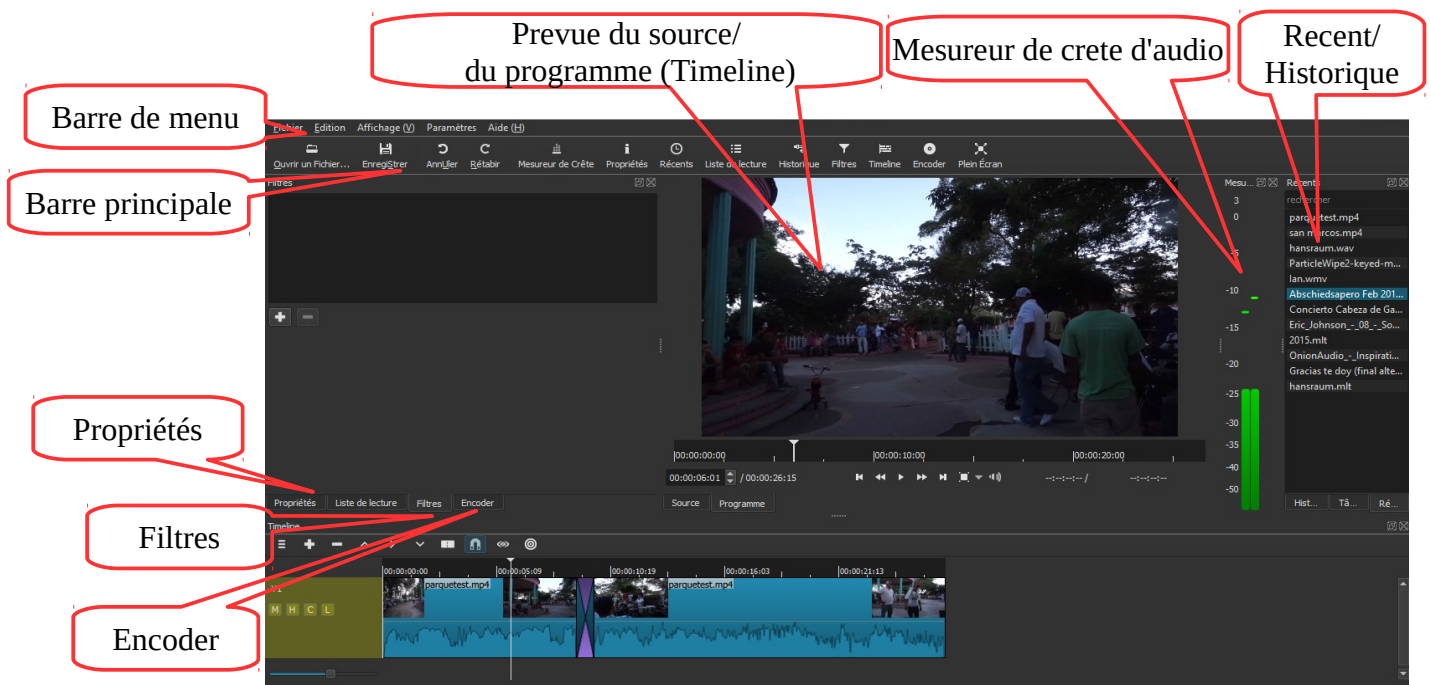 Prevue du source/
du programme (Timeline)
Mesureur de crete d'audio
Recent/
Historique
Barre de menu
Fichier Edition Affichage (V) Paramètres Aide (H)
Ouvrir un Fichier... EnregiStrer AnnUler Rétabir Mesureur de Crête Propriétés Récents Liste de lecture Historique Filtres Timeline Encoder Plein Écran
Barre principale
Filtres
Mesu...
3
0
-5
-10
-15
-20
-25
-30
-35
-40
-50
Récents
rechercher
parquetest.mp4
san marcos.mp4
hansraum.wav
ParticleWipe2-keyed-m...
lan.wmv
Abschiedsapero Feb 201...
Concierto Cabeza de Ga...
Eric_Johnson_-_08_-_So...
2015.mlt
OnionAudio_-_Inspirati...
Gracias te doy (final alte...
hansraum.mlt
Propriétés
00:00:00:00 00:00:10:00 00:00:20:00
00:00:06:01 / 00:00:26:15 --:--:--:-- / --:--:--:--
Propriétés Liste de lecture Filtres Encoder
Source Programme
Hist... Tâ... Ré...
Filtres
Timeline
00:00:00:00 00:00:05:09 00:00:10:19 00:00:16:03 00:00:21:13
V1
parquetest.mp4 parquetest.mp4
M H C L
Encoder